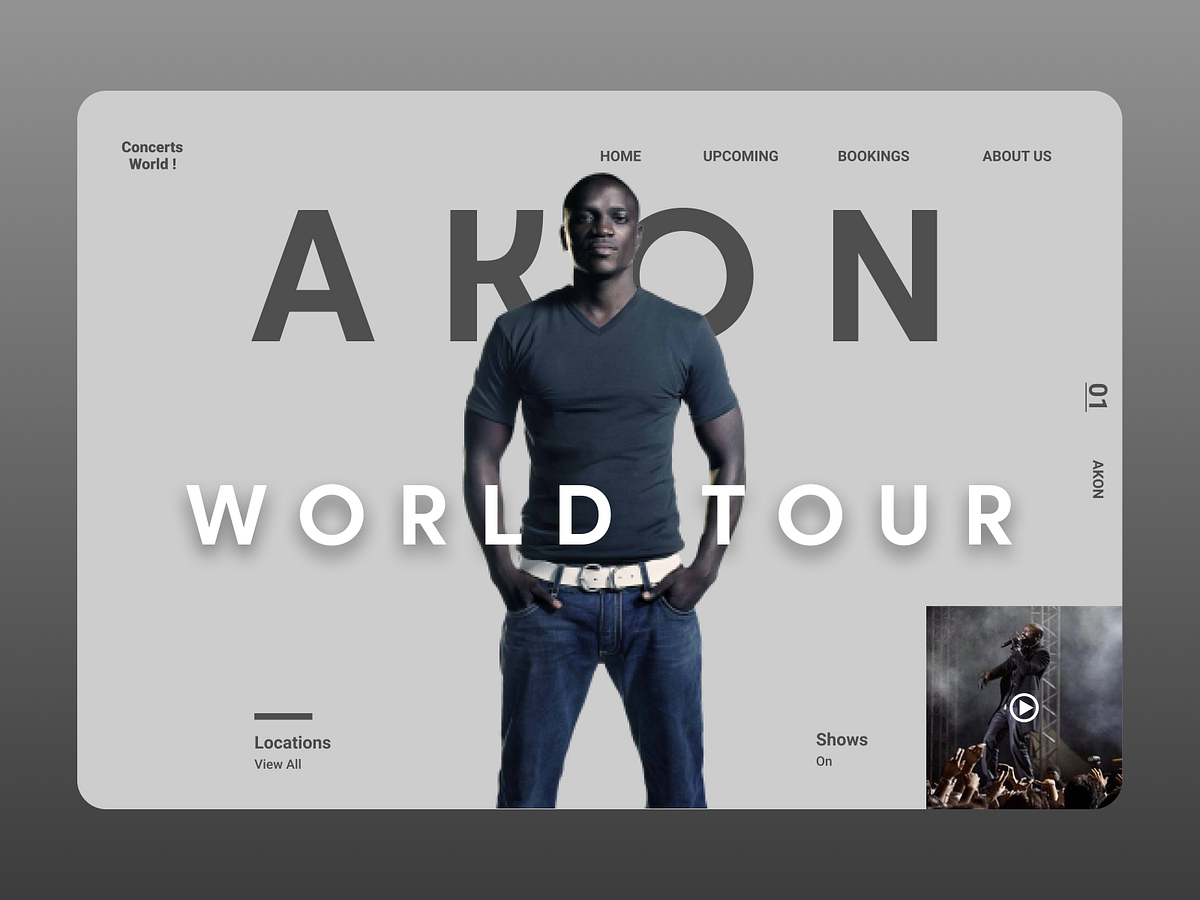 Concerts
World !
HOME UPCOMING BOOKINGS ABOUT US
AKON
01
AKON
WORLD TOUR
Locations
View All
Shows
On